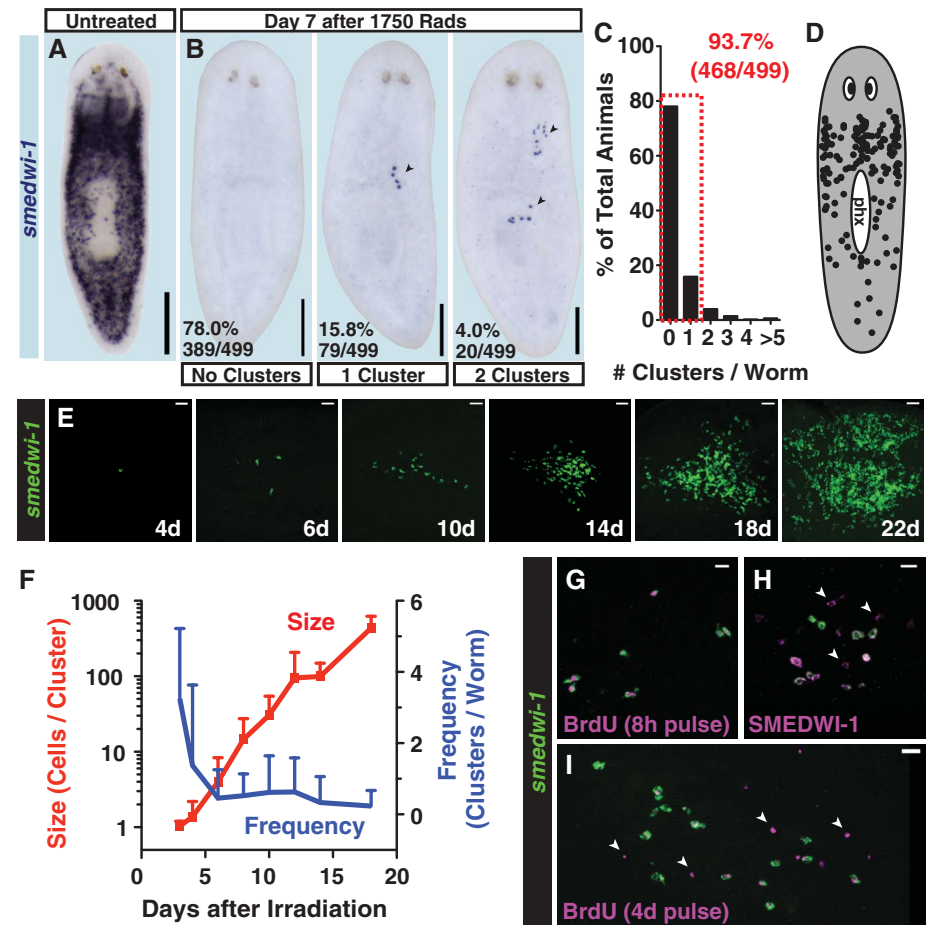 Untreated
Day 7 after 1750 Rads
smedwi-1
A
B
78.0%
389/499
No Clusters
15.8%
79/499
1 Cluster
4.0%
20/499
2 Clusters
C
% of Total Animals
100
80
60
40
20
0
93.7%
(468/499)
0 1 2 3 4 >5
# Clusters / Worm
D
phx
smedwi-1
E
4d
6d
10d
14d
18d
22d
F
Size (Cells / Cluster)
1000
100
10
1
Size
Frequency
6
4
2
0
Frequency
(Clusters / Worm)
0 5 10 15 20
Days after Irradiation
smedwi-1
G
BrdU (8h pulse)
H
SMEDWI-1
I
BrdU (4d pulse)